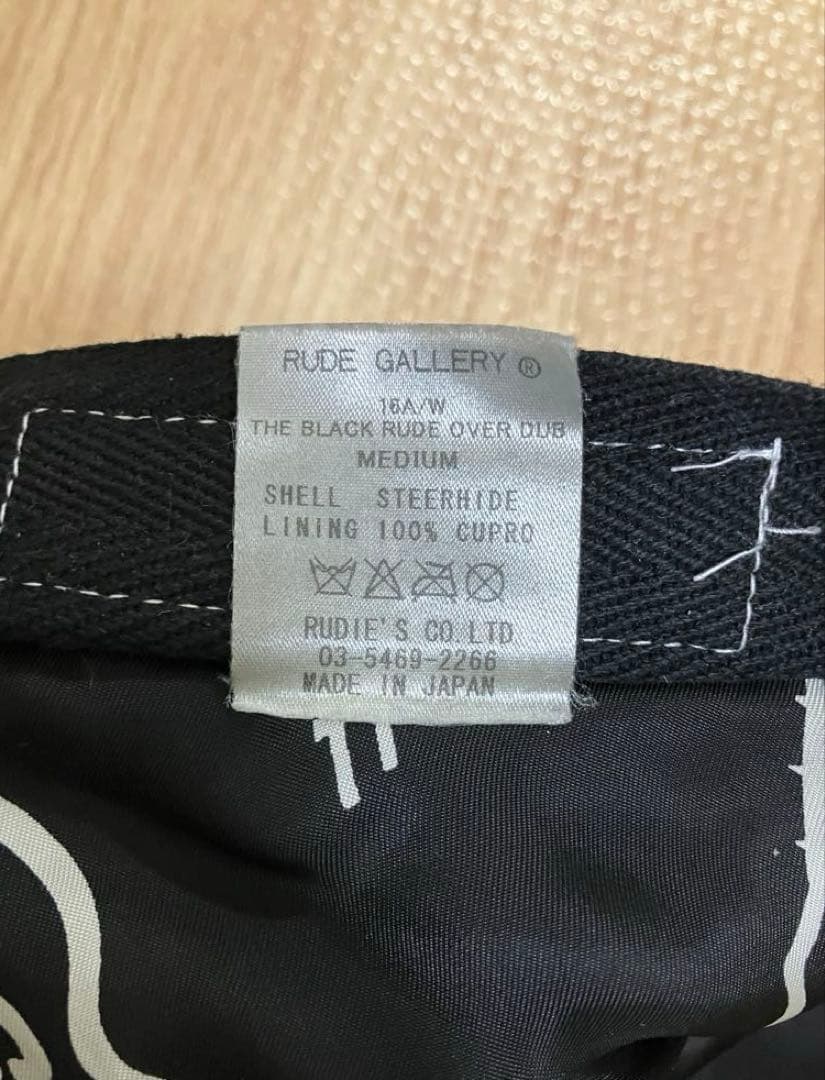 RUDE GALLERY ®
16A/W
THE BLACK RUDE OVER DUB
MEDIUM
SHELL STEERHIDE
LINING 100% CUPRO
RUDIE'S CO LTD
03-5469-2266
MADE IN JAPAN